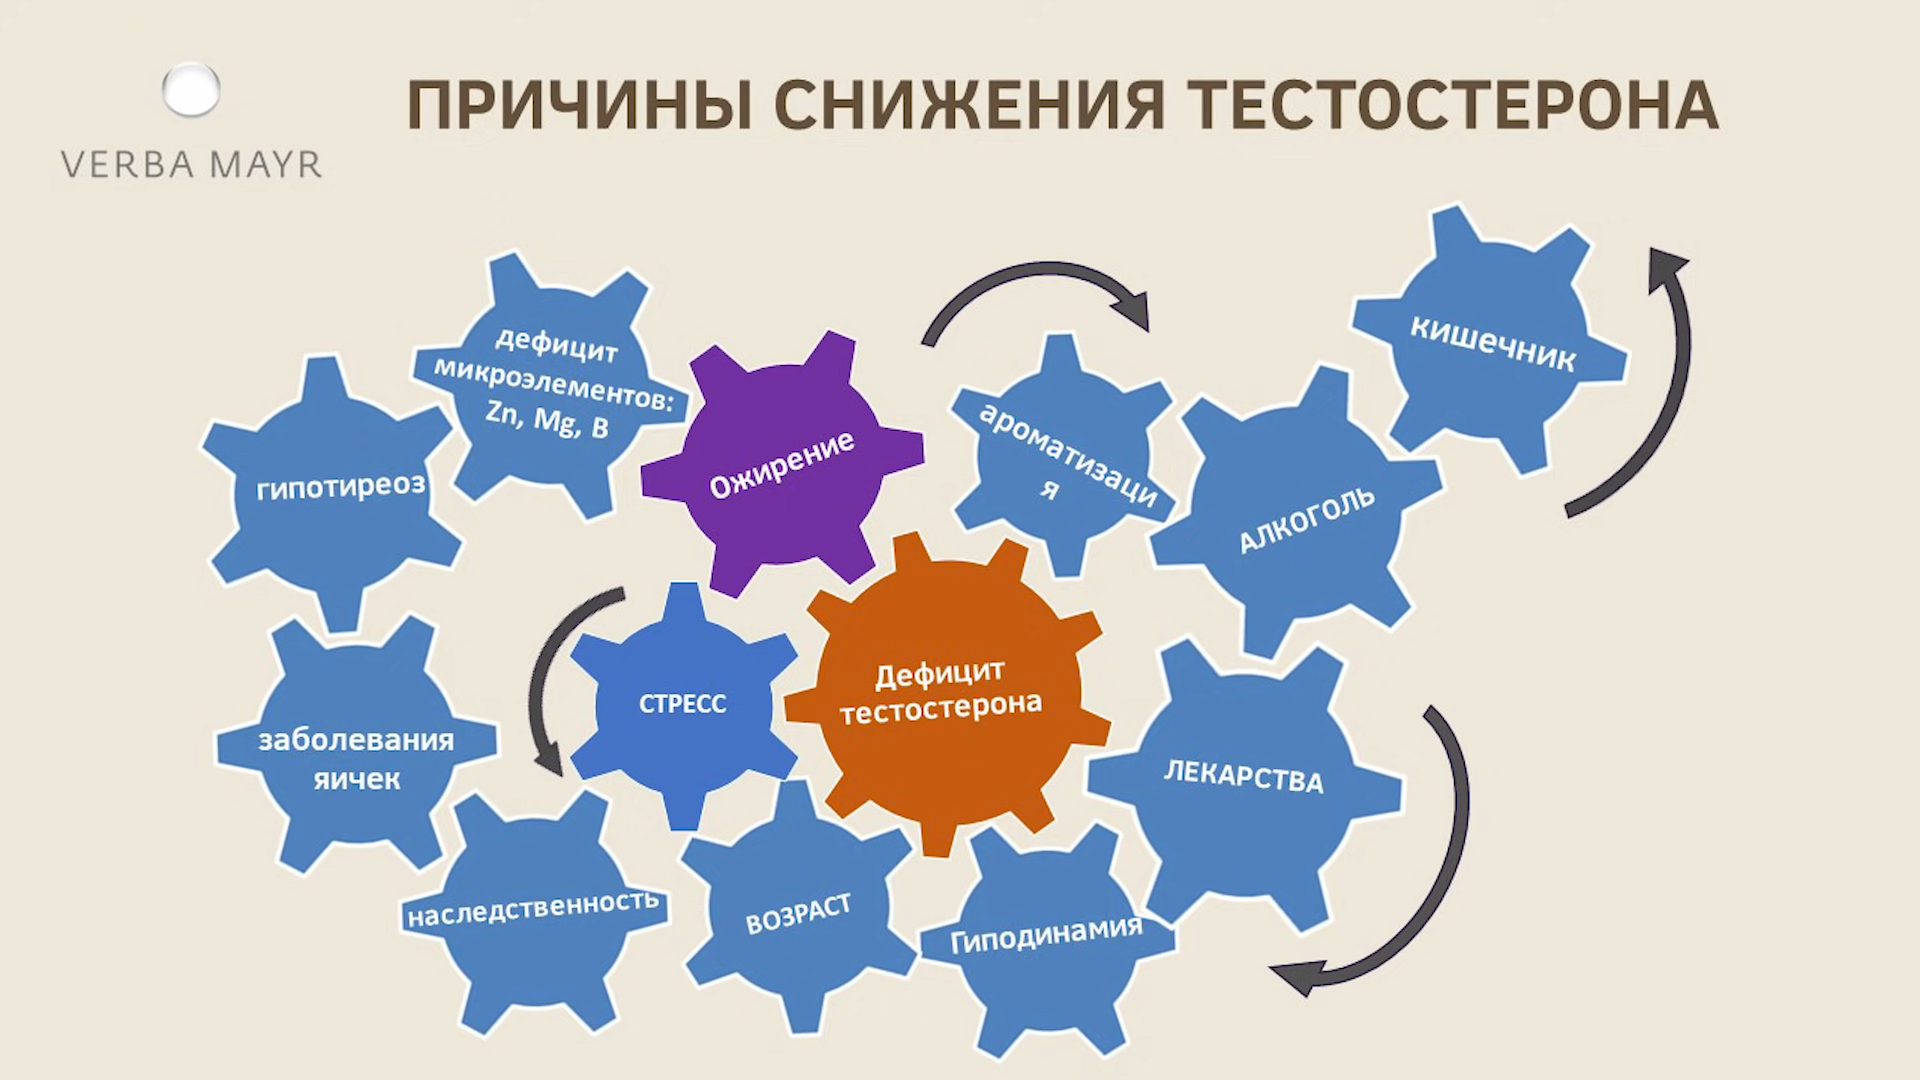 ПРИЧИНЫ СНИЖЕНИЯ ТЕСТОСТЕРОНА
VERBA MAYR
кишечник
дефицит
микроэлементов:
Zn, Mg, B
Ожирение
ароматизаци
я
АЛКОГОЛЬ
гипотиреоз
Дефицит
тестостерона
СТРЕСС
заболевания
яичек
ЛЕКАРСТВА
наследственность
ВОЗРАСТ
Гиподинамия